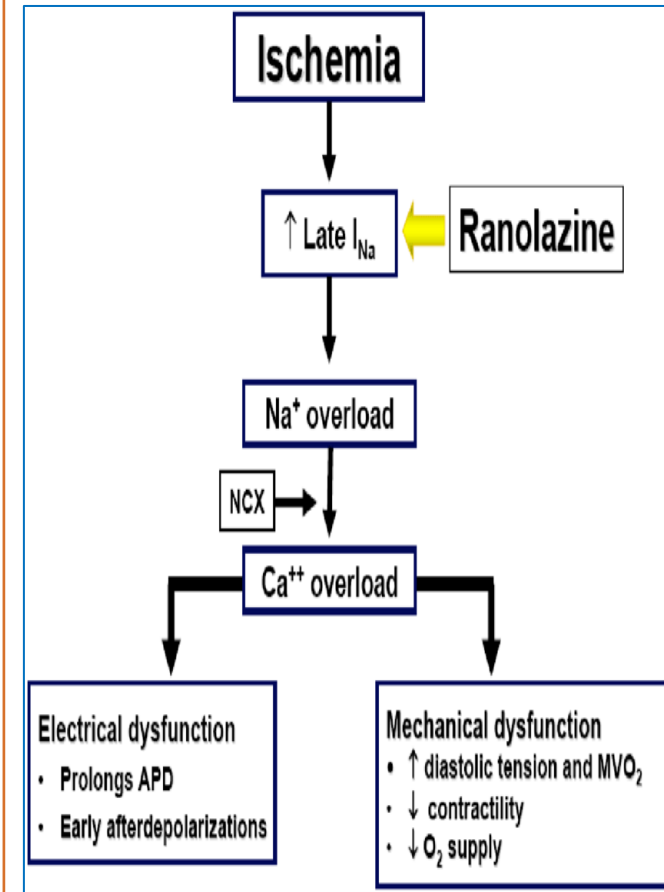 Ischemia
↑ Late I_Na
Ranolazine
Na⁺ overload
NCX
Ca⁺⁺ overload
Electrical dysfunction
• Prolongs APD
• Early afterdepolarizations
Mechanical dysfunction
• ↑ diastolic tension and MVO₂
• ↓ contractility
• ↓ O₂ supply